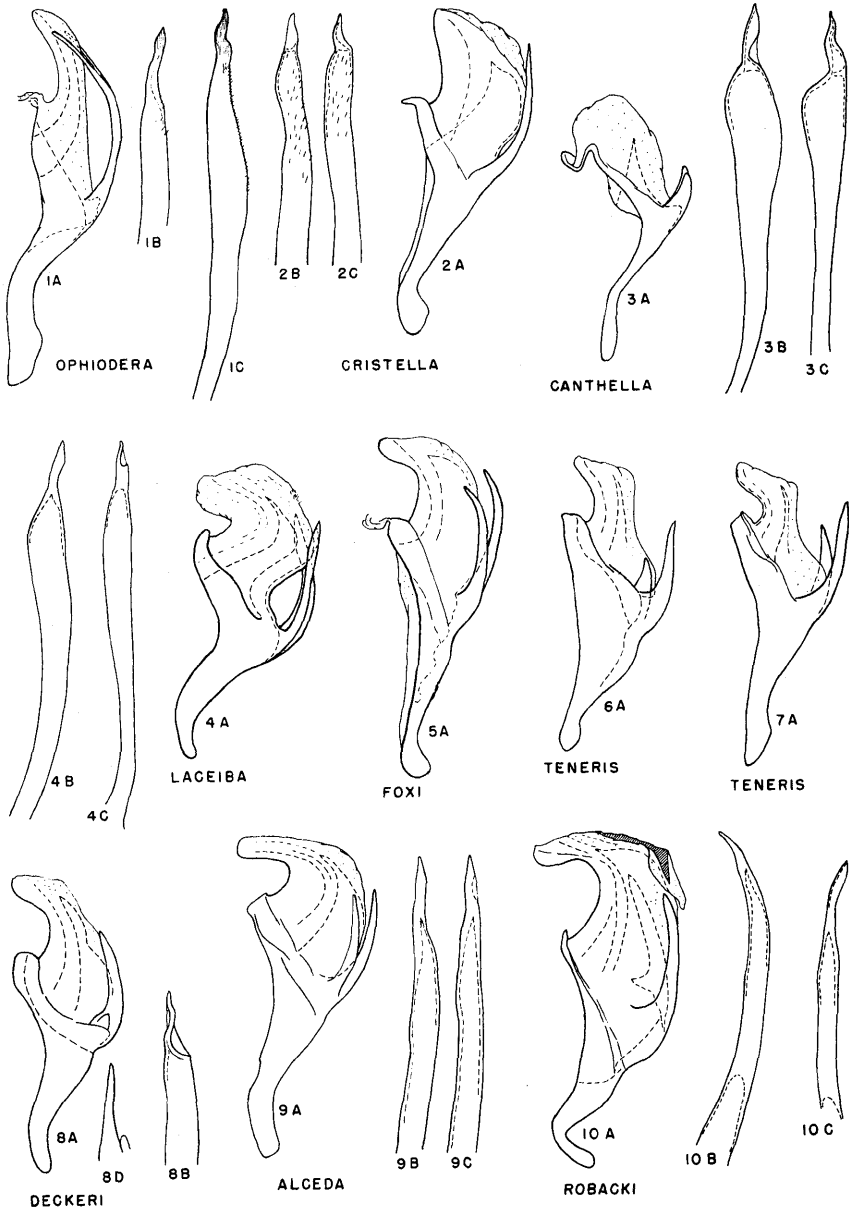 1A
1B
1C
2B
2C
2A
3A
3B
3C
OPHIODERA
CRISTELLA
CANTHELLA
4B
4C
4A
5A
6A
7A
LACEIBA
FOXI
TENERIS
TENERIS
8A
8D
8B
9A
9B
9C
10A
10B
10C
DECKERI
ALCEDA
ROBACKI